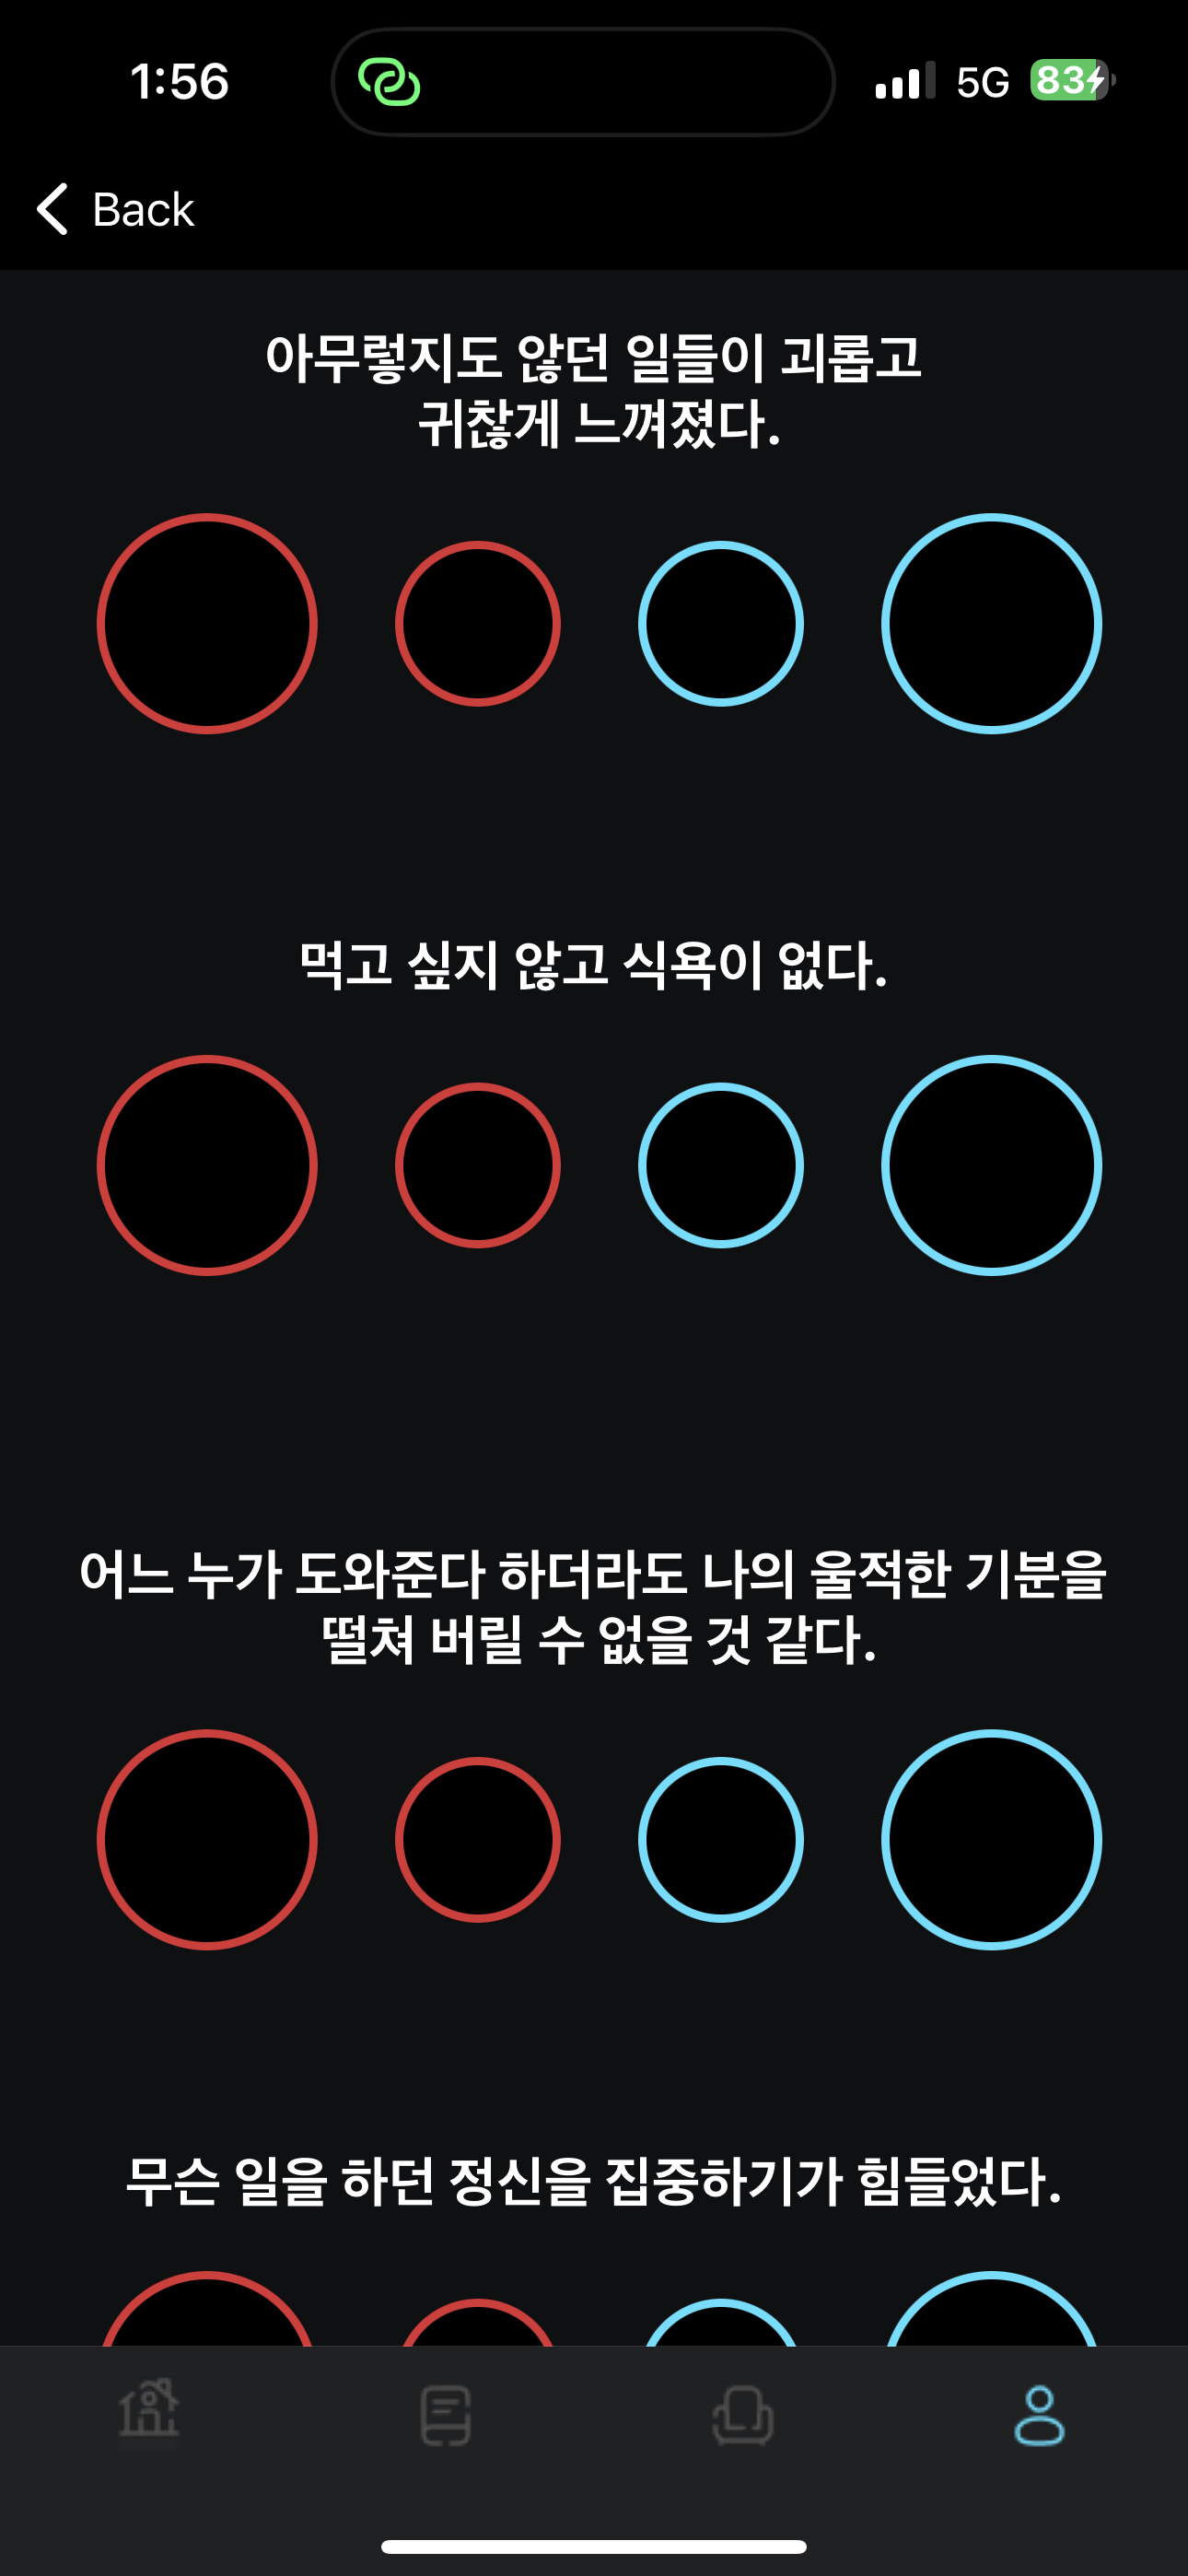 1:56
5G
83
Back
아무렇지도 않던 일들이 괴롭고
귀찮게 느껴졌다.
먹고 싶지 않고 식욕이 없다.
어느 누가 도와준다 하더라도 나의 울적한 기분을
떨쳐 버릴 수 없을 것 같다.
무슨 일을 하던 정신을 집중하기가 힘들었다.